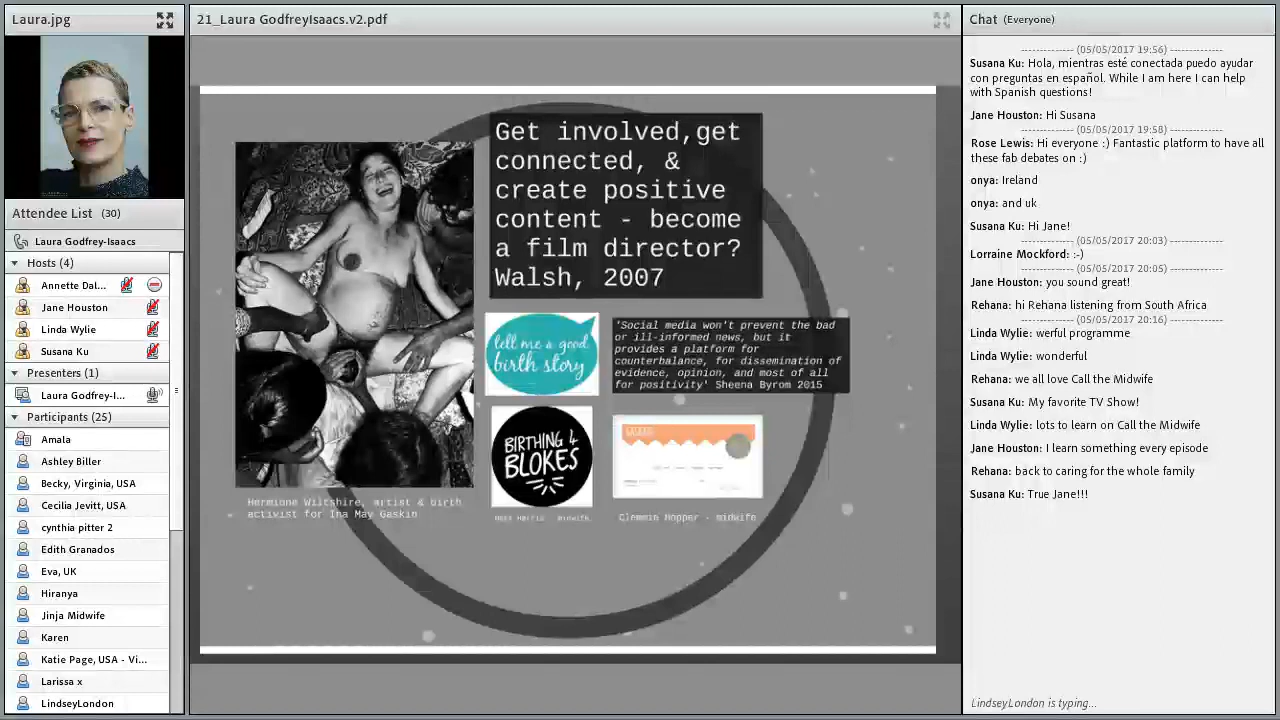 Laura.jpg
Attendee List (30)
Laura Godfrey-Isaacs
Hosts (4)
Annette Dal...
Jane Houston
Linda Wylie
Susana Ku
Presenters (1)
Laura Godfrey-I...
Participants (25)
Amala
Ashley Biller
Becky, Virginia, USA
Cecilia Jevitt, USA
cynthia pitter 2
Edith Granados
Eva, UK
Hiranya
Jinja Midwife
Karen
Katie Page, USA - Vi...
Larissa x
LindseyLondon
21_Laura GodfreyIsaacs.v2.pdf
Get involved,get
connected, &
create positive
content - become
a film director?
Walsh, 2007
tell me a good
birth story
'Social media won't prevent the bad
or ill-informed news, but it
provides a platform for
counterbalance, for dissemination of
evidence, opinion, and most of all
for positivity' Sheena Byrom 2015
BIRTHING 4
BLOKES
Hermione Wiltshire, artist & birth
activist for Ina May Gaskin
Midwife
Clemmie Hopper - midwife
Chat (Everyone)
-------------- (05/05/2017 19:56) --------------
Susana Ku: Hola, mientras esté conectada puedo ayudar
con preguntas en español. While I am here I can help
with Spanish questions!
Jane Houston: Hi Susana
-------------- (05/05/2017 19:58) --------------
Rose Lewis: Hi everyone :) Fantastic platform to have all
these fab debates on :)
onya: Ireland
onya: and uk
Susana Ku: Hi Jane!
-------------- (05/05/2017 20:03) --------------
Lorraine Mockford: :-)
-------------- (05/05/2017 20:05) --------------
Jane Houston: you sound great!
Rehana: hi Rehana listening from South Africa
-------------- (05/05/2017 20:16) --------------
Linda Wylie: werful programme
Linda Wylie: wonderful
Rehana: we all love Call the Midwife
Susana Ku: My favorite TV Show!
Linda Wylie: lots to learn on Call the Midwife
Jane Houston: I learn something every episode
Rehana: back to caring for the whole family
Susana Ku: True Jane!!!
LindseyLondon is typing...